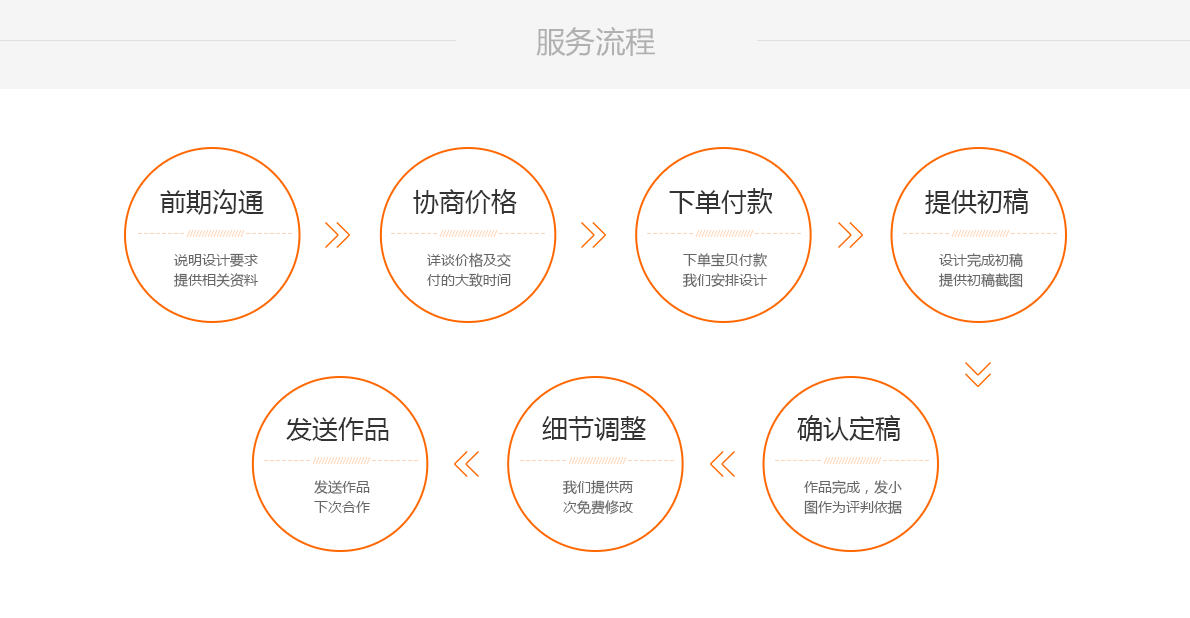 服务流程
前期沟通
说明设计要求
提供相关资料
协商价格
详谈价格及交
付的大致时间
下单付款
下单宝贝付款
我们安排设计
提供初稿
设计完成初稿
提供初稿截图
确认定稿
作品完成，发小
图作为评判依据
细节调整
我们提供两
次免费修改
发送作品
发送作品
下次合作